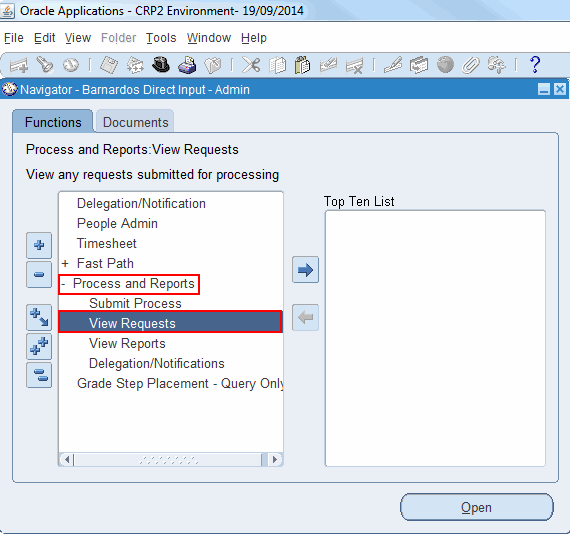 Oracle Applications - CRP2 Environment- 19/09/2014
File Edit View Folder Tools Window Help
?
Navigator - Barnardos Direct Input - Admin
Functions Documents
Process and Reports:View Requests
View any requests submitted for processing
Top Ten List
Delegation/Notification
People Admin
Timesheet
+ Fast Path
- Process and Reports
Submit Process
View Requests
View Reports
Delegation/Notifications
Grade Step Placement - Query Only
Open